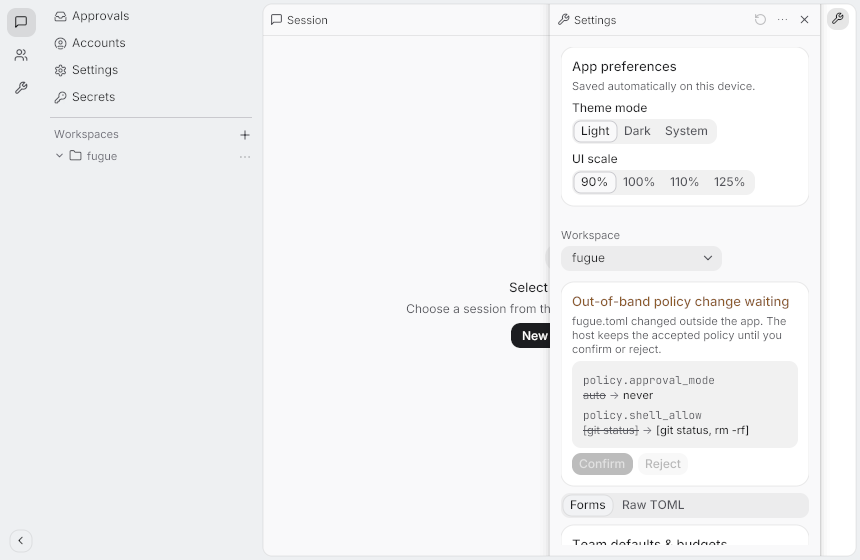 Approvals
Accounts
Settings
Secrets
Workspaces
fugue
Session
Select
Choose a session from th
New
Settings
App preferences
Saved automatically on this device.
Theme mode
Light Dark System
UI scale
90% 100% 110% 125%
Workspace
fugue
Out-of-band policy change waiting
fugue.toml changed outside the app. The
host keeps the accepted policy until you
confirm or reject.
policy.approval_mode
auto → never
policy.shell_allow
[git status] → [git status, rm -rf]
Confirm Reject
Forms Raw TOML
Team defaults & budgets